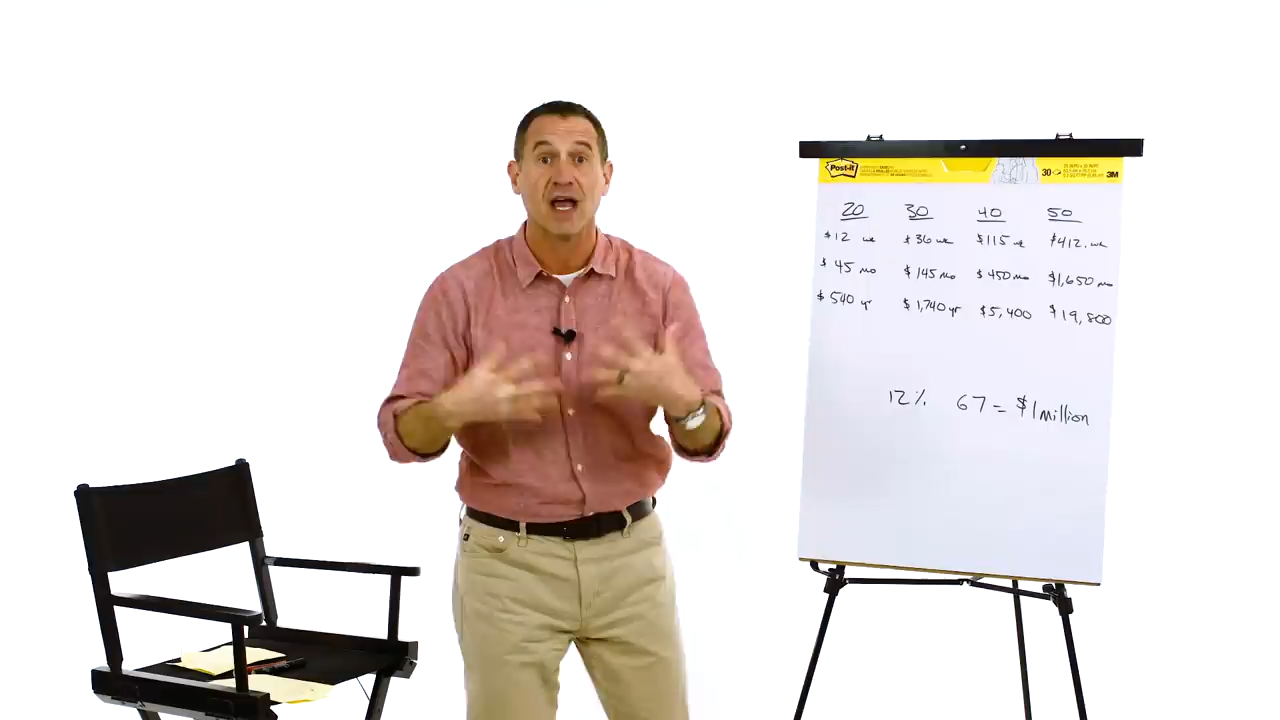 Post-it
30
3M
20 30 40 50
$12 wk $36 wk $115 wk $412. wk
$45 mo $145 mo $450 mo $1,650 mo
$540 yr $1,740 yr $5,400 $19,800
12% 67 = $1 million